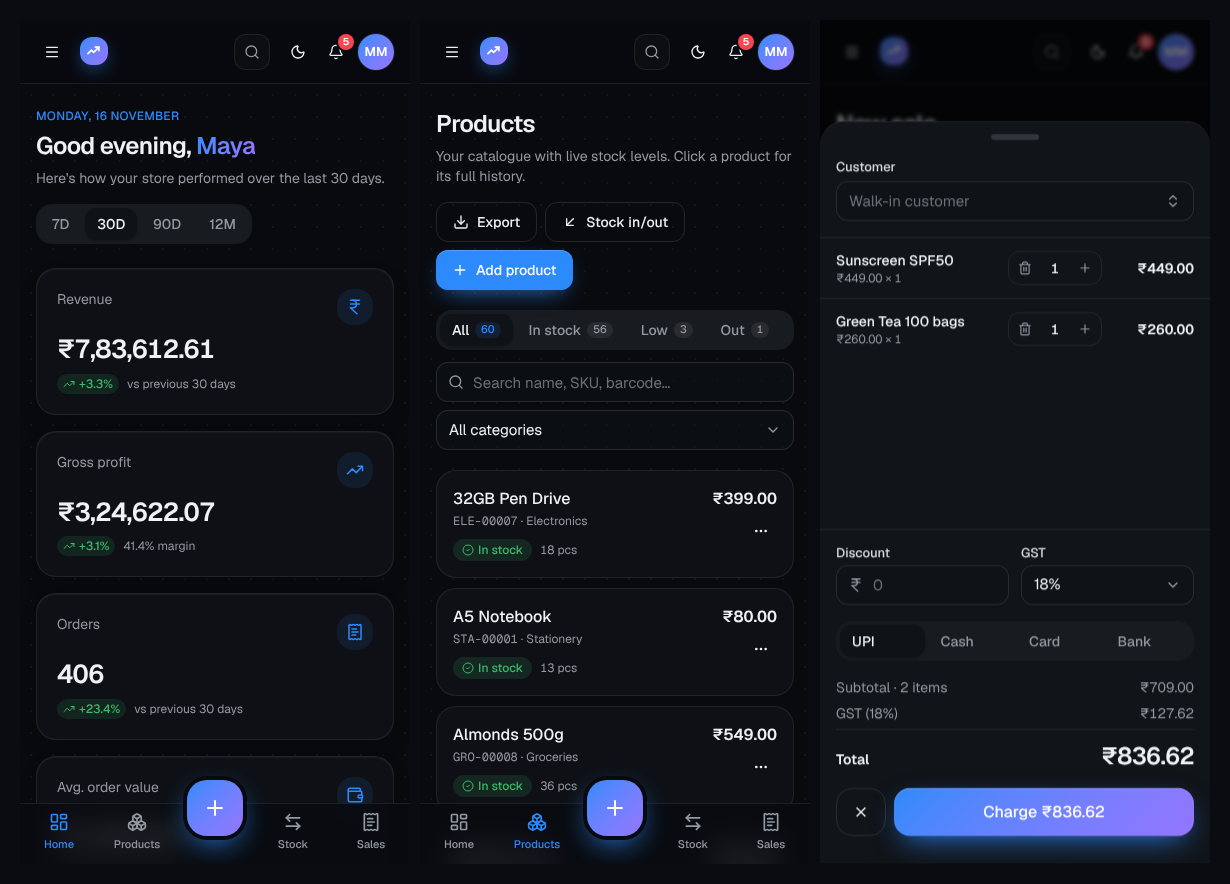 5
MM
MONDAY, 16 NOVEMBER
Good evening, Maya
Here's how your store performed over the last 30 days.
7D 30D 90D 12M
Revenue
₹
₹7,83,612.61
+3.3% vs previous 30 days
Gross profit
₹3,24,622.07
+3.1% 41.4% margin
Orders
406
+23.4% vs previous 30 days
Avg. order value
+
Home Products Stock Sales
5
MM
Products
Your catalogue with live stock levels. Click a product for
its full history.
Export Stock in/out
+ Add product
All 60 In stock 56 Low 3 Out 1
Search name, SKU, barcode...
All categories
32GB Pen Drive ₹399.00
ELE-00007 · Electronics
...
In stock 18 pcs
A5 Notebook ₹80.00
STA-00001 · Stationery
...
In stock 13 pcs
Almonds 500g ₹549.00
GRO-00008 · Groceries
...
In stock 36 pcs
+
Home Products Stock Sales
New sale
Customer
Walk-in customer
Sunscreen SPF50 1 + ₹449.00
₹449.00 × 1
Green Tea 100 bags 1 + ₹260.00
₹260.00 × 1
Discount GST
₹ 0 18%
UPI Cash Card Bank
Subtotal · 2 items ₹709.00
GST (18%) ₹127.62
Total ₹836.62
× Charge ₹836.62